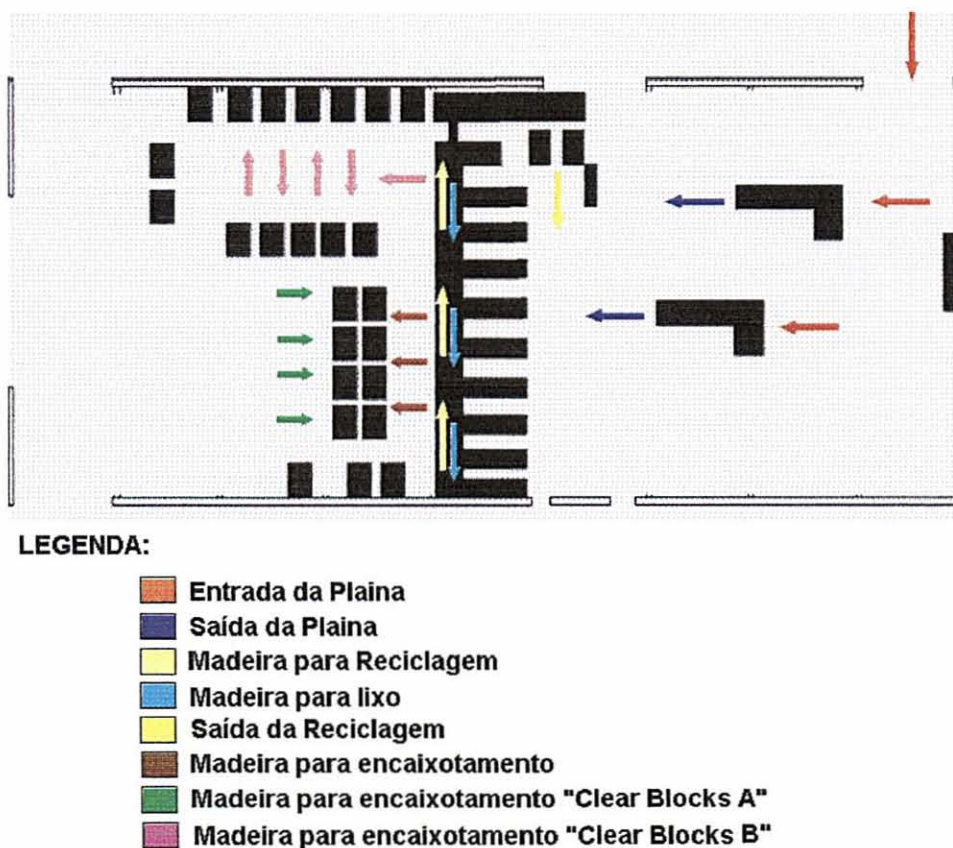 LEGENDA:
Entrada da Plaina
Saída da Plaina
Madeira para Reciclagem
Madeira para lixo
Saída da Reciclagem
Madeira para encaixotamento
Madeira para encaixotamento "Clear Blocks A"
Madeira para encaixotamento "Clear Blocks B"